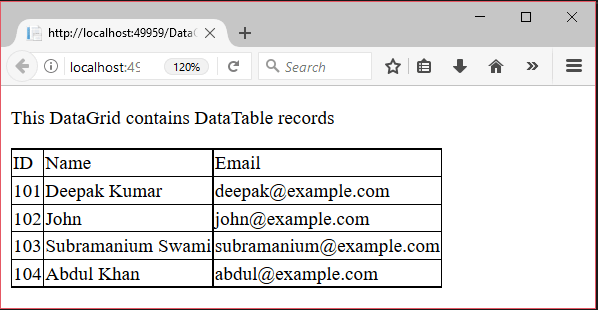 http://localhost:49959/Data
localhost:49 120% Search
This DataGrid contains DataTable records
ID Name Email
101 Deepak Kumar deepak@example.com
102 John john@example.com
103 Subramanium Swami subramanium@example.com
104 Abdul Khan abdul@example.com